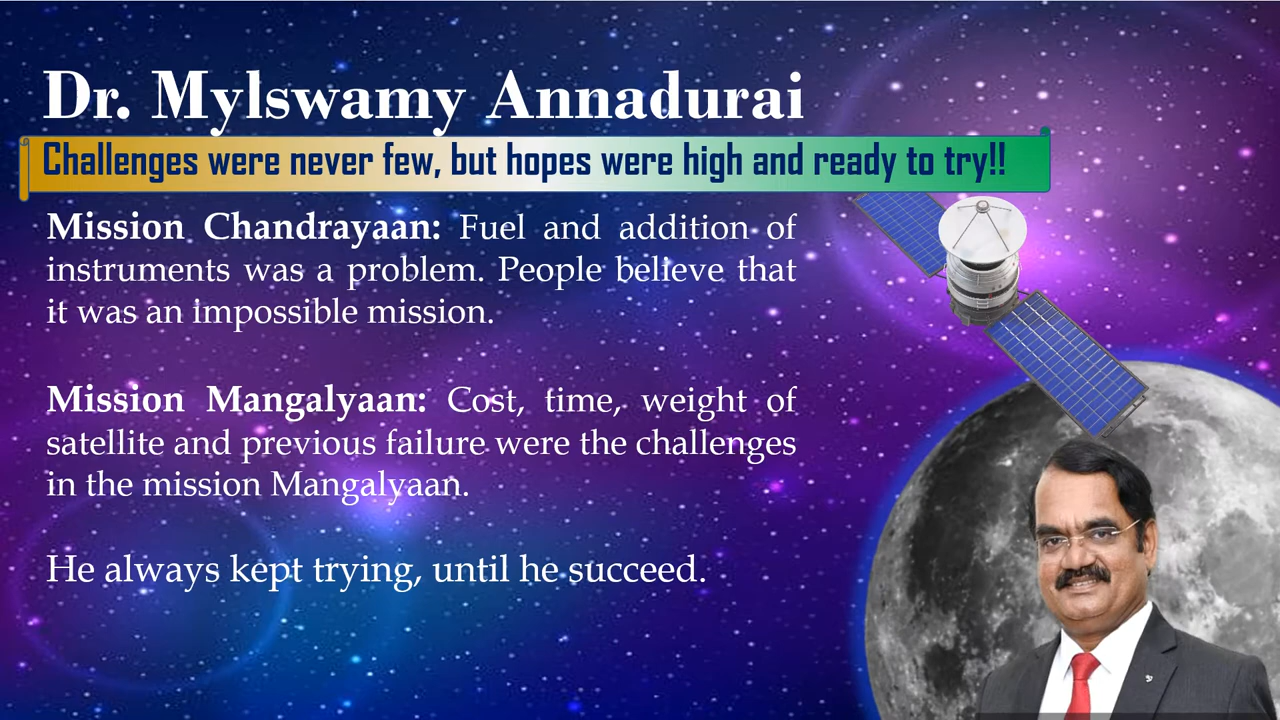 Dr. Mylswamy Annadurai
Challenges were never few, but hopes were high and ready to try!!
Mission Chandrayaan: Fuel and addition of
instruments was a problem. People believe that
it was an impossible mission.
Mission Mangalyaan: Cost, time, weight of
satellite and previous failure were the challenges
in the mission Mangalyaan.
He always kept trying, until he succeed.